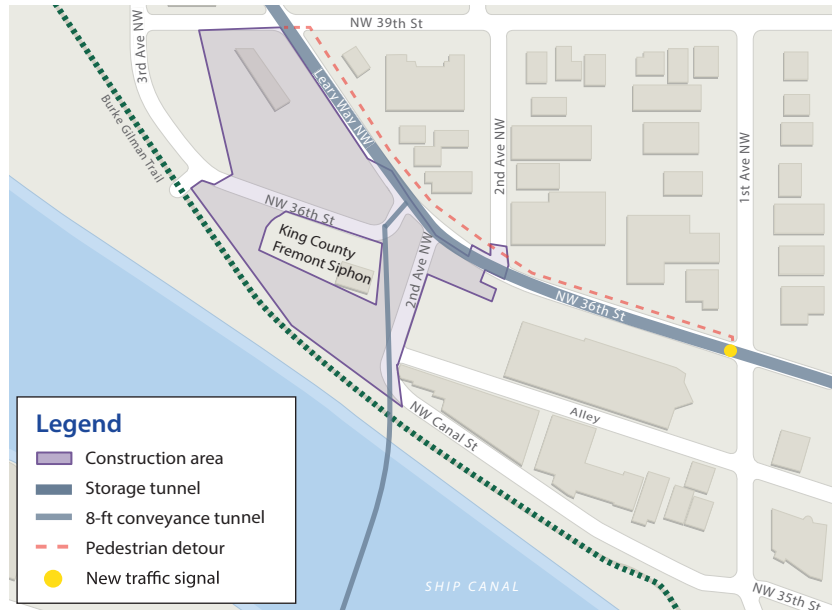 NW 39th St
3rd Ave NW
Leary Way NW
Burke Gilman Trail
2nd Ave NW
1st Ave NW
NW 36th St
King County
Fremont Siphon
2nd Ave NW
NW 36th St
Alley
NW Canal St
Legend
Construction area
Storage tunnel
8-ft conveyance tunnel
Pedestrian detour
New traffic signal
SHIP CANAL
NW 35th St